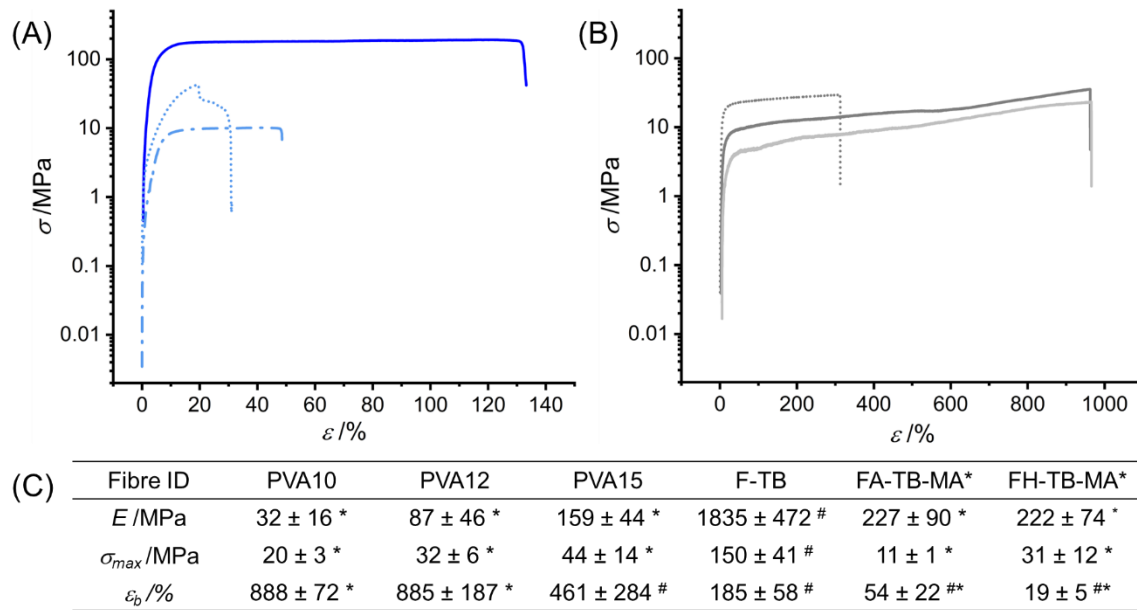 (A)
100
10
1
0.1
0.01
σ /MPa
0 20 40 60 80 100 120 140
ε /%
(B)
100
10
1
0.1
0.01
σ /MPa
0 200 400 600 800 1000
ε /%
(C)
Fibre ID PVA10 PVA12 PVA15 F-TB FA-TB-MA* FH-TB-MA*
E /MPa 32 ± 16 * 87 ± 46 * 159 ± 44 * 1835 ± 472 # 227 ± 90 * 222 ± 74 *
σmax /MPa 20 ± 3 * 32 ± 6 * 44 ± 14 * 150 ± 41 # 11 ± 1 * 31 ± 12 *
εb /% 888 ± 72 * 885 ± 187 * 461 ± 284 # 185 ± 58 # 54 ± 22 #* 19 ± 5 #*